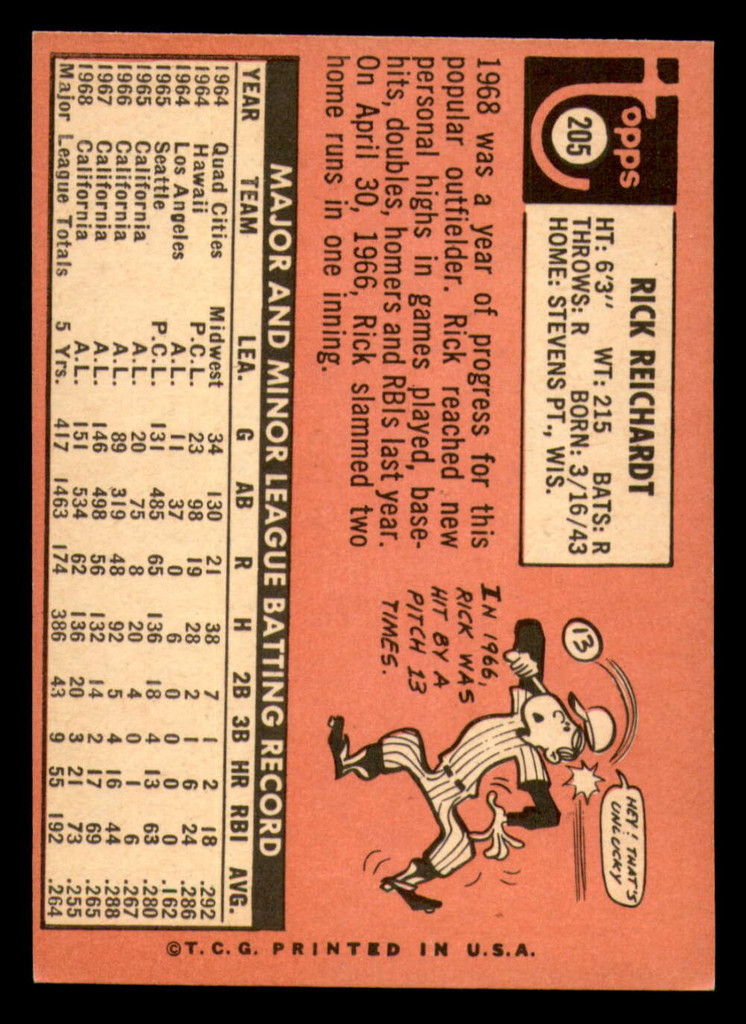 Topps
205
RICK REICHARDT
HT: 6'3" WT: 215 BATS: R
THROWS: R BORN: 3/16/43
HOME: STEVENS PT., WIS.
1968 was a year of progress for this
popular outfielder. Rick reached new
personal highs in games played, base-
hits, doubles, homers and RBIs last year.
On April 30, 1966, Rick slammed two
home runs in one inning.
HEY! THAT'S
UNLUCKY
13
IN 1966,
RICK WAS
HIT BY A
PITCH 13
TIMES.
MAJOR AND MINOR LEAGUE BATTING RECORD
YEAR TEAM LEA. G AB R H 2B 3B HR RBI AVG.
1964 Quad Cities Midwest 34 130 21 38 7 1 2 18 .292
1964 Hawaii P.C.L. 23 98 19 28 2 1 6 24 .286
1964 Los Angeles A.L. 11 37 0 6 0 0 0 0 .162
1965 Seattle P.C.L. 131 485 65 136 18 4 13 63 .280
1965 California A.L. 20 75 8 20 4 0 1 6 .267
1966 California A.L. 89 319 48 92 5 4 16 44 .288
1967 California A.L. 146 498 56 132 14 2 17 69 .265
1968 California A.L. 151 534 62 136 20 3 21 73 .255
Major League Totals 5 Yrs. 417 1463 174 386 43 9 55 192 .264
©T.C.G. PRINTED IN U.S.A.